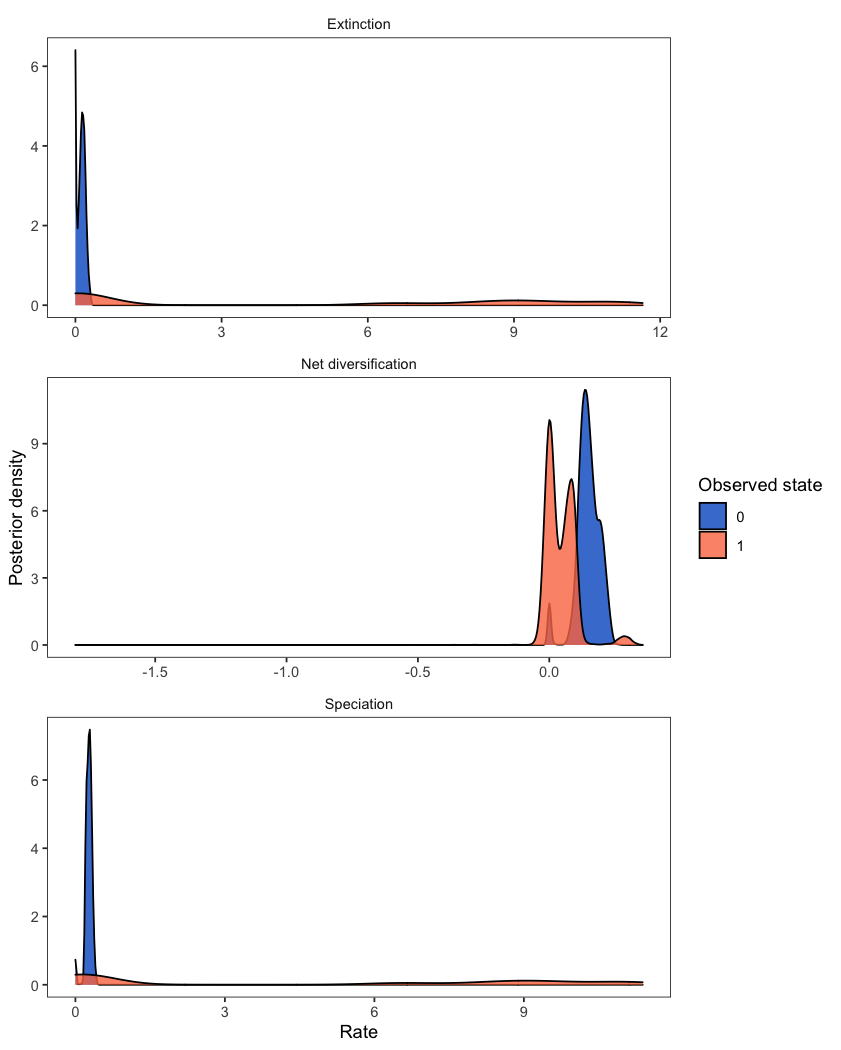 Extinction
6
4
2
0
0 3 6 9 12
Net diversification
9
6
3
0
-1.5 -1.0 -0.5 0.0
Posterior density
Observed state
0
1
Speciation
6
4
2
0
0 3 6 9
Rate